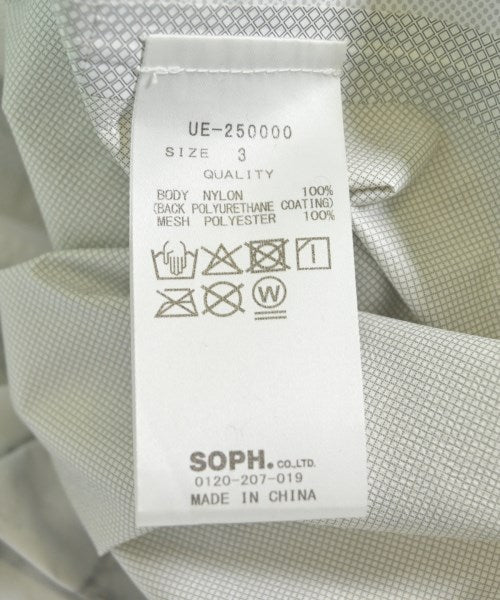 UE-250000
SIZE 3
QUALITY
BODY NYLON 100%
(BACK POLYURETHANE COATING)
MESH POLYESTER 100%
W
SOPH. CO.,LTD.
0120-207-019
MADE IN CHINA